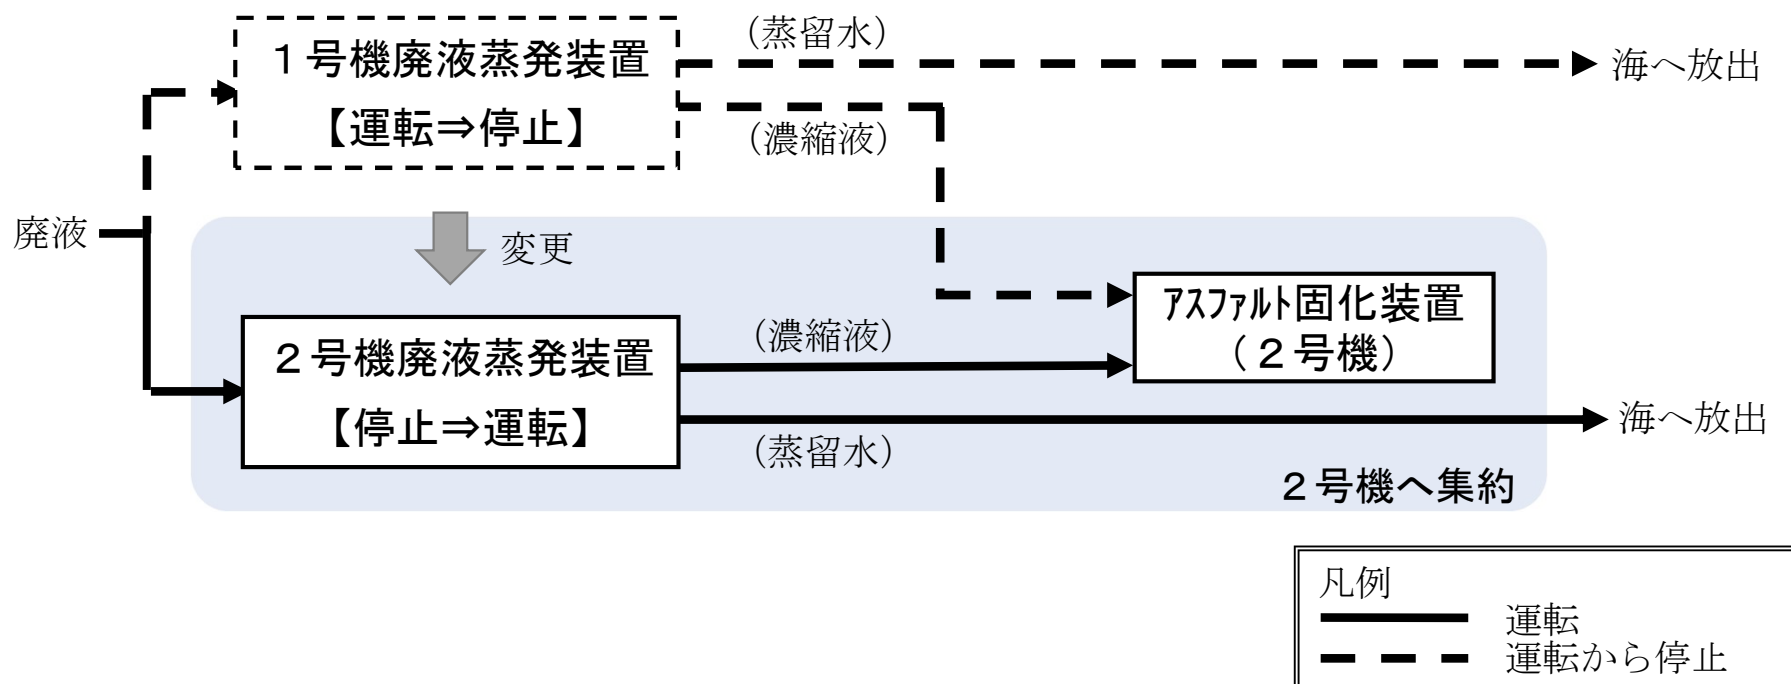 １号機廃液蒸発装置
【運転⇒停止】
（蒸留水）
海へ放出
（濃縮液）
廃液
変更
２号機廃液蒸発装置
【停止⇒運転】
（濃縮液）
ｱｽﾌｧﾙﾄ固化装置
（２号機）
（蒸留水）
海へ放出
２号機へ集約
凡例
運転
運転から停止